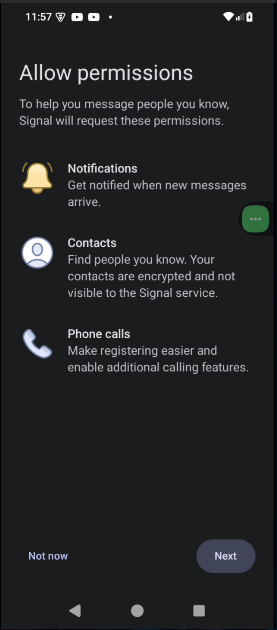 11:57
Allow permissions
To help you message people you know,
Signal will request these permissions.
Notifications
Get notified when new messages
arrive.
Contacts
Find people you know. Your
contacts are encrypted and not
visible to the Signal service.
Phone calls
Make registering easier and
enable additional calling features.
Not now
Next